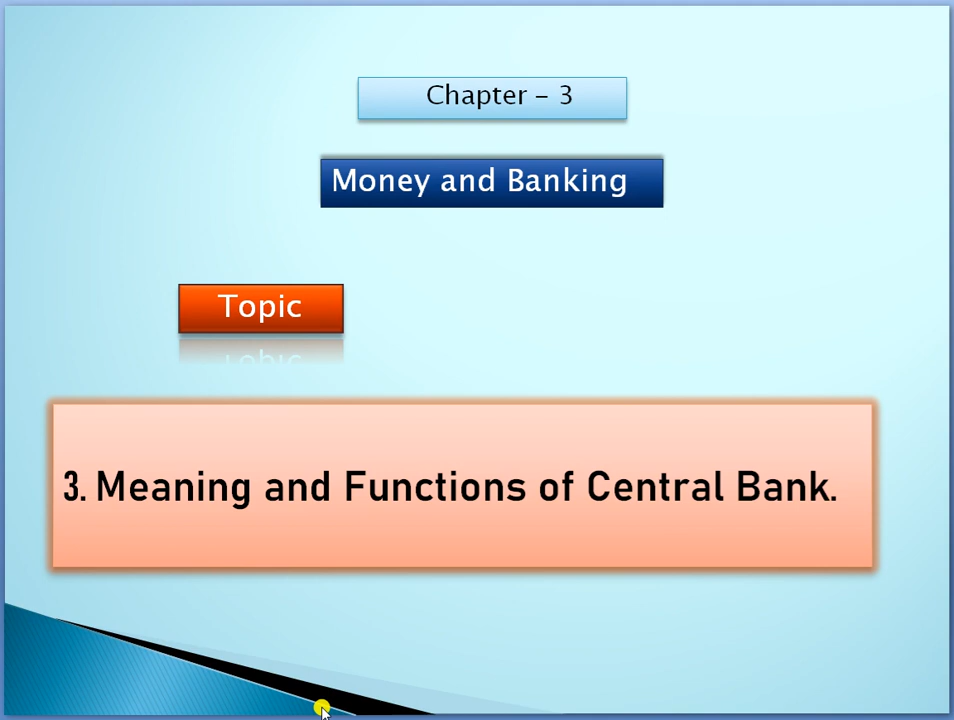 Chapter – 3
Money and Banking
Topic
3. Meaning and Functions of Central Bank.